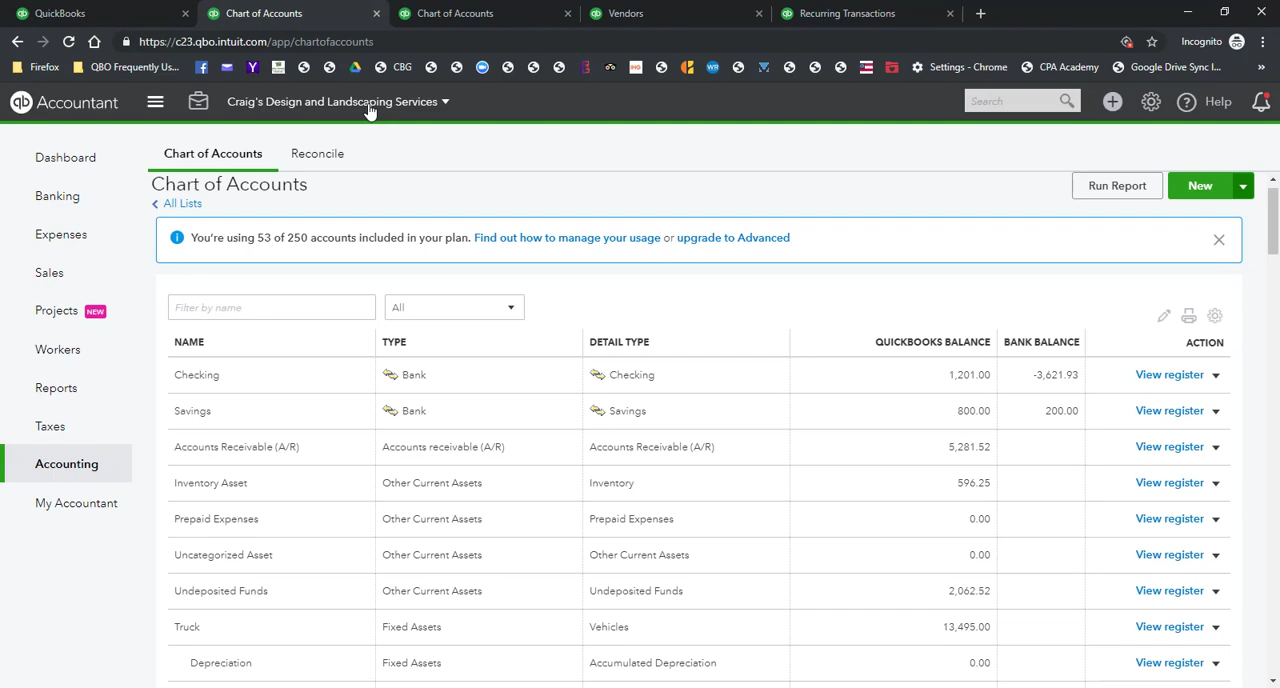 QuickBooks
Chart of Accounts
Chart of Accounts
Vendors
Recurring Transactions
https://c23.qbo.intuit.com/app/chartofaccounts
Incognito
Firefox
QBO Frequently Us...
CBG
Settings - Chrome
CPA Academy
Google Drive Sync I...
qb Accountant
Craig's Design and Landscaping Services
Search
Help
Dashboard
Banking
Expenses
Sales
Projects NEW
Workers
Reports
Taxes
Accounting
My Accountant
Chart of Accounts Reconcile
Chart of Accounts
All Lists
Run Report
New
You're using 53 of 250 accounts included in your plan. Find out how to manage your usage or upgrade to Advanced
Filter by name
All
NAME TYPE DETAIL TYPE QUICKBOOKS BALANCE BANK BALANCE ACTION
Checking Bank Checking 1,201.00 -3,621.93 View register
Savings Bank Savings 800.00 200.00 View register
Accounts Receivable (A/R) Accounts receivable (A/R) Accounts Receivable (A/R) 5,281.52 View register
Inventory Asset Other Current Assets Inventory 596.25 View register
Prepaid Expenses Other Current Assets Prepaid Expenses 0.00 View register
Uncategorized Asset Other Current Assets Other Current Assets 0.00 View register
Undeposited Funds Other Current Assets Undeposited Funds 2,062.52 View register
Truck Fixed Assets Vehicles 13,495.00 View register
Depreciation Fixed Assets Accumulated Depreciation 0.00 View register